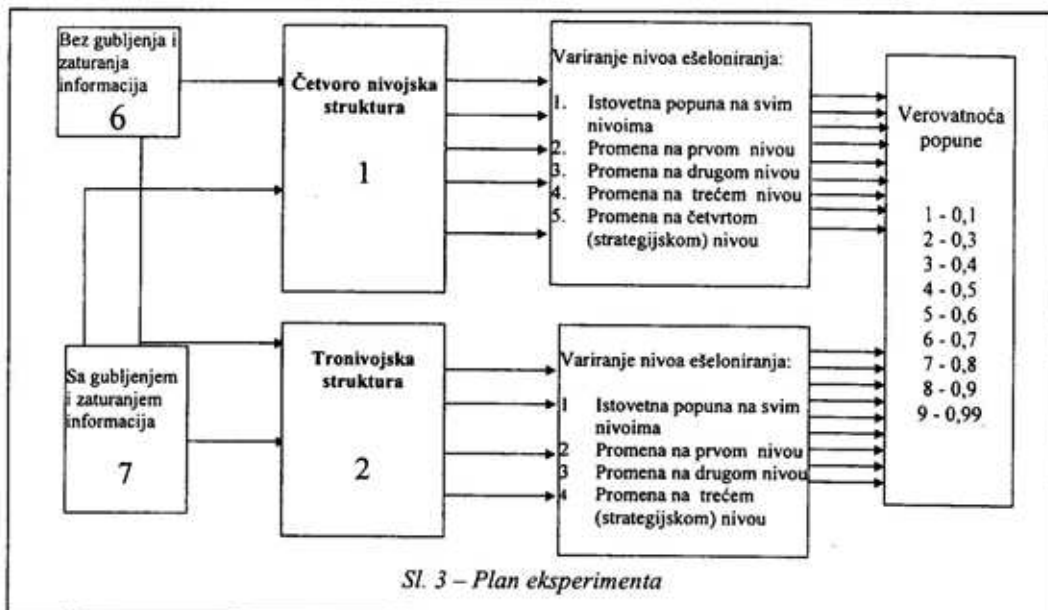 Bez gubljenja i
zaturanja
informacija
6
Četvoro nivojska
struktura
1
Variranje nivoa ešeloniranja:
1. Istovetna popuna na svim
nivoima
2. Promena na prvom nivou
3. Promena na drugom nivou
4. Promena na trećem nivou
5. Promena na četvrtom
(strategijskom) nivou
Verovatnoća
popune
1 - 0,1
2 - 0,3
3 - 0,4
4 - 0,5
5 - 0,6
6 - 0,7
7 - 0,8
8 - 0,9
9 - 0,99
Sa gubljenjem
i zaturanjem
informacija
7
Tronivojska
struktura
2
Variranje nivoa ešeloniranja:
1 Istovetna popuna na svim
nivoima
2 Promena na prvom nivou
3 Promena na drugom nivou
4 Promena na trećem
(strategijskom) nivou
Sl. 3 – Plan eksperimenta